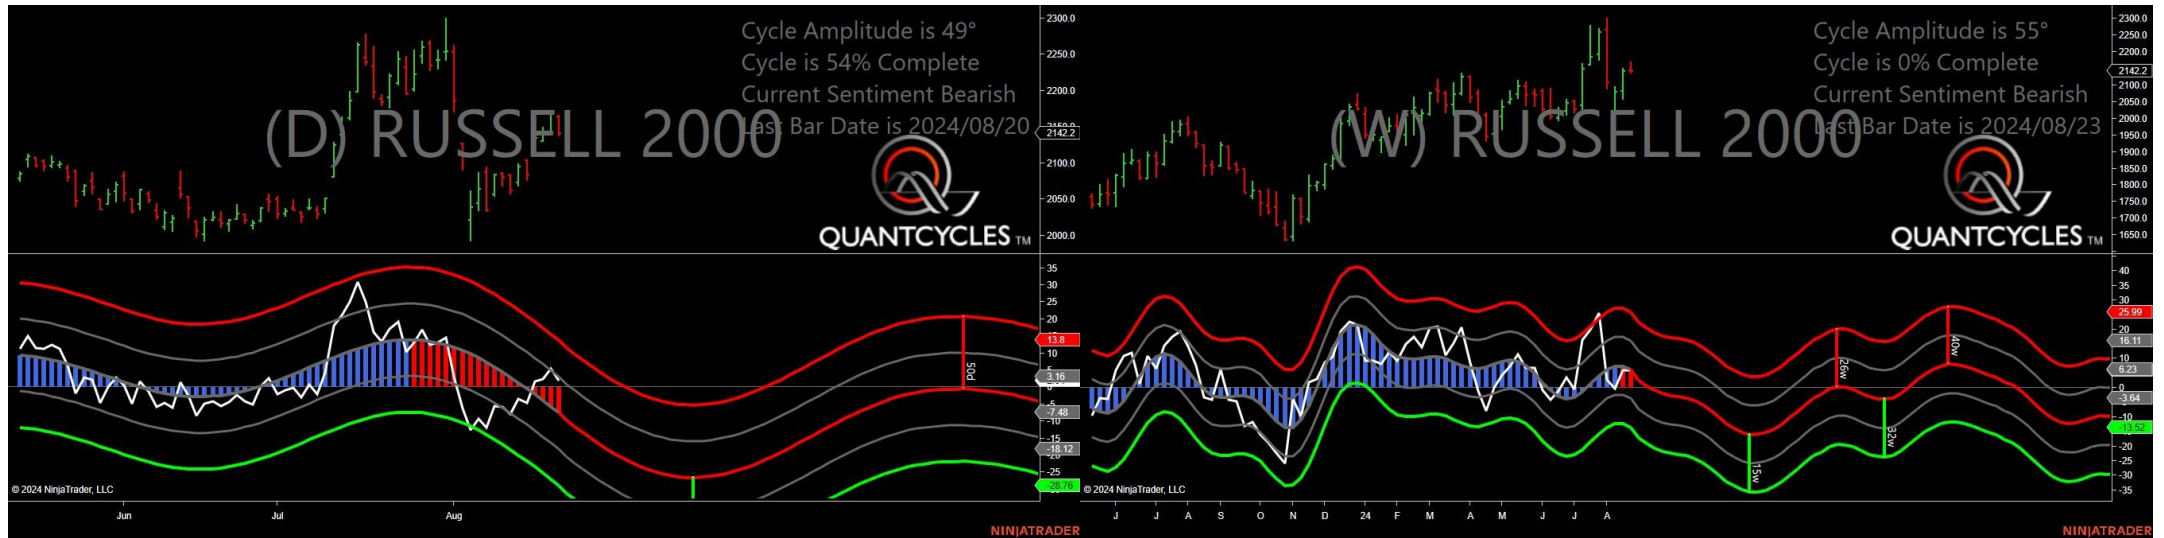 Cycle Amplitude is 49°
Cycle is 54% Complete
Current Sentiment Bearish
Last Bar Date is 2024/08/20
(D) RUSSELL 2000
QUANTCYCLES TM
2300.0
2250.0
2200.0
2142.2
2100.0
2050.0
2000.0
35
30
25
20
13.8
10
3.16
-5
-7.48
-10
-15
-18.12
-25
-28.76
50d
© 2024 NinjaTrader, LLC
Jun
Jul
Aug
NINJATRADER
Cycle Amplitude is 55°
Cycle is 0% Complete
Current Sentiment Bearish
Last Bar Date is 2024/08/23
(W) RUSSELL 2000
QUANTCYCLES TM
2300.0
2250.0
2200.0
2142.2
2100.0
2050.0
2000.0
1950.0
1900.0
1850.0
1800.0
1750.0
1700.0
1650.0
40
35
30
25.99
20
16.11
10
6.23
0
-3.64
-10
-13.52
-20
-25
-30
-35
15w
26w
32w
40w
© 2024 NinjaTrader, LLC
J
J
A
S
O
N
D
24
F
M
A
M
J
J
A
NINJATRADER